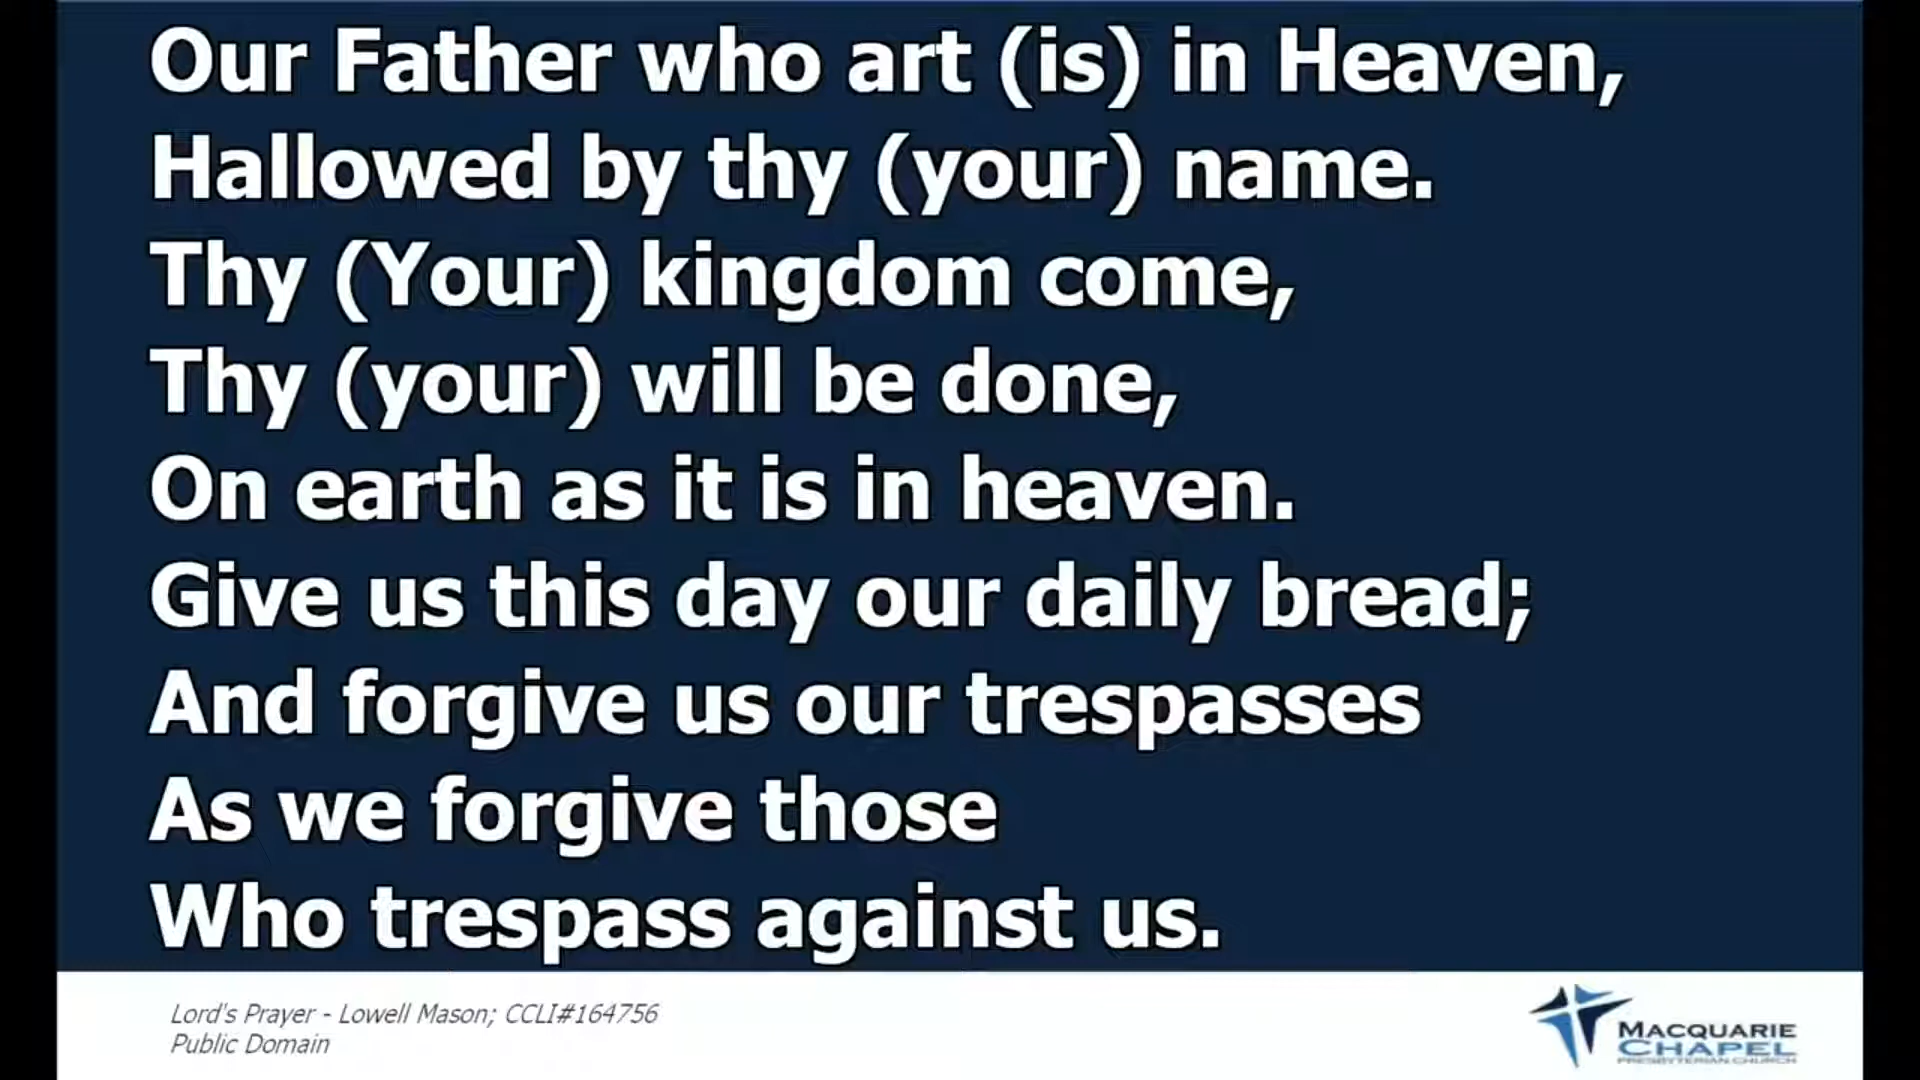 Our Father who art (is) in Heaven,
Hallowed by thy (your) name.
Thy (Your) kingdom come,
Thy (your) will be done,
On earth as it is in heaven.
Give us this day our daily bread;
And forgive us our trespasses
As we forgive those
Who trespass against us.
Lord's Prayer - Lowell Mason; CCLI#164756
Public Domain
MACQUARIE
CHAPEL
PRESBYTERIAN CHURCH